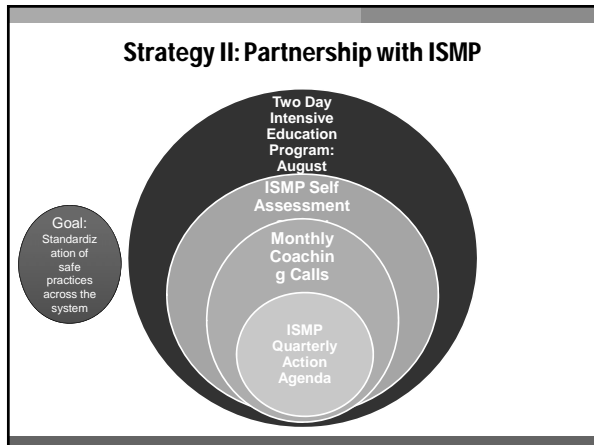 Strategy II: Partnership with ISMP
Two Day
Intensive
Education
Program:
August
ISMP Self
Assessment
Monthly
Coachin
g Calls
ISMP
Quarterly
Action
Agenda
Goal:
Standardiz
ation of
safe
practices
across the
system